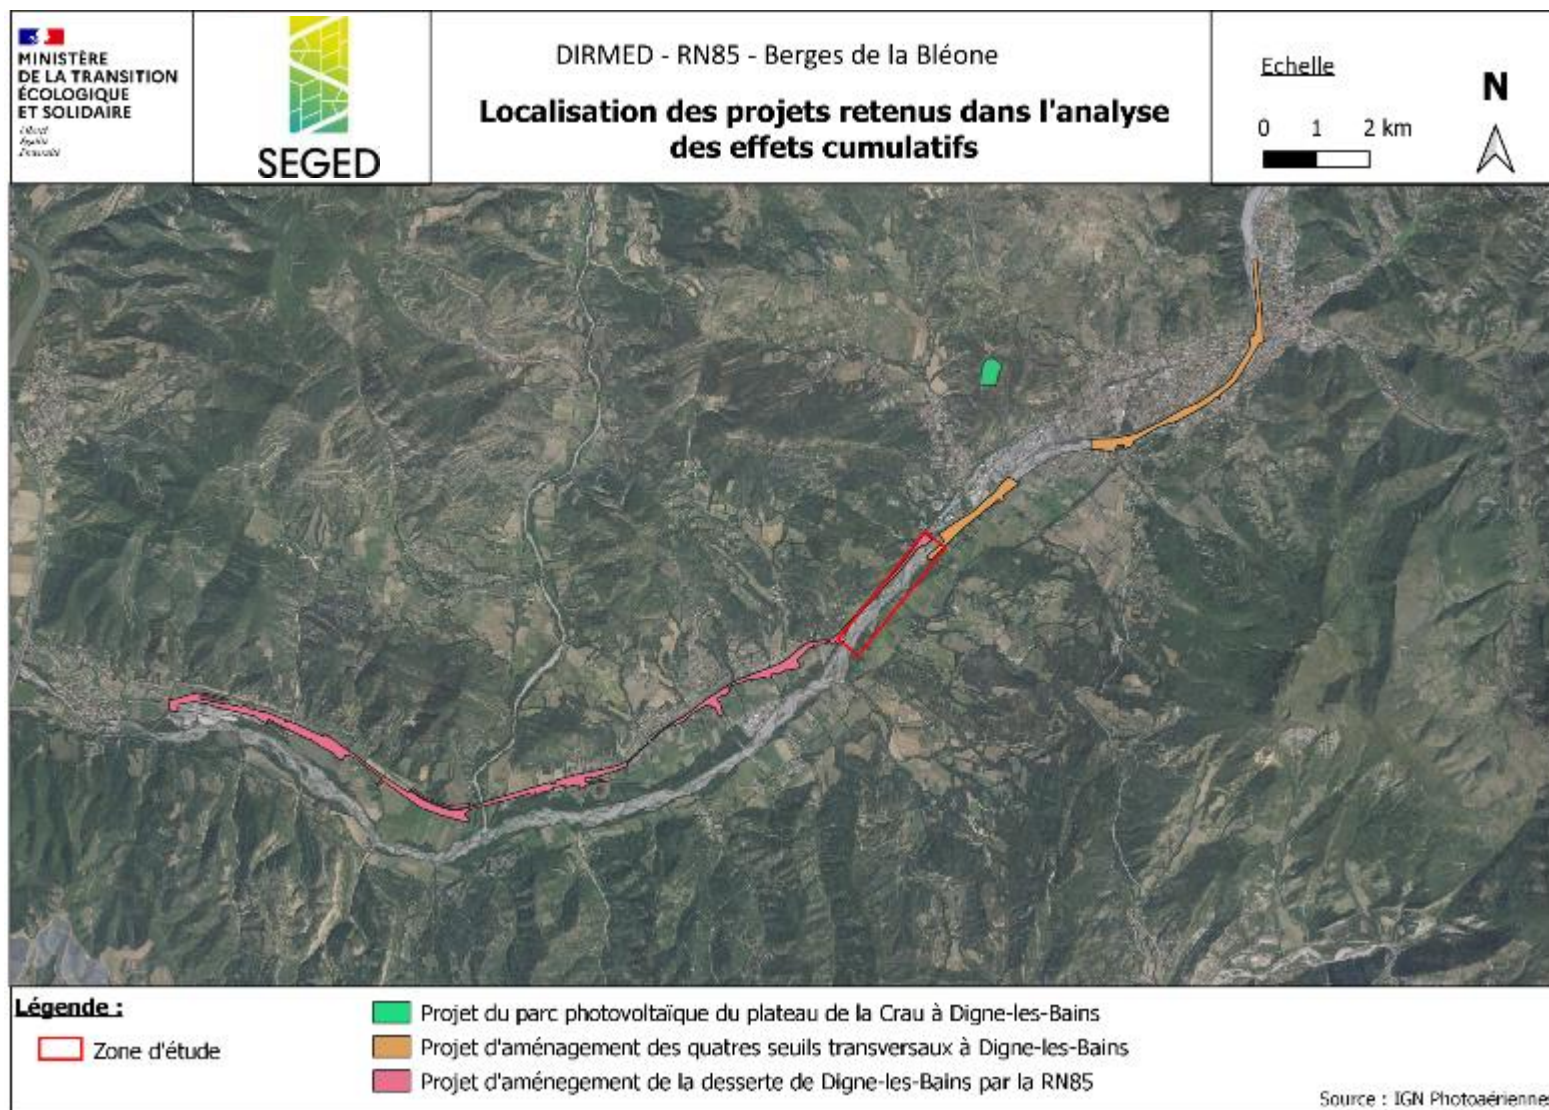 MINISTÈRE
DE LA TRANSITION
ÉCOLOGIQUE
ET SOLIDAIRE
Liberté
Égalité
Fraternité
SEGED
DIRMED - RN85 - Berges de la Bléone
Localisation des projets retenus dans l'analyse
des effets cumulatifs
Echelle
0 1 2 km
N
Légende :
Zone d'étude
Projet du parc photovoltaïque du plateau de la Crau à Digne-les-Bains
Projet d'aménagement des quatres seuils transversaux à Digne-les-Bains
Projet d'aménegement de la desserte de Digne-les-Bains par la RN85
Source : IGN Photoaériennes